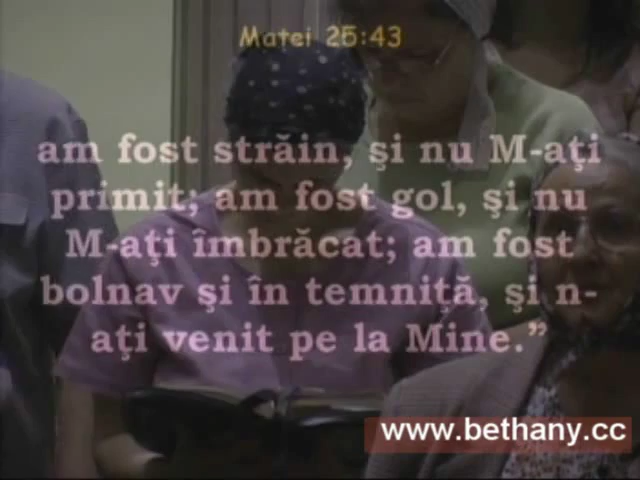 Matei 25:43
am fost străin, şi nu M-aţi
primit; am fost gol, şi nu
M-aţi îmbrăcat; am fost
bolnav şi în temnită, şi n-
aţi venit pe la Mine.”
www.bethany.cc